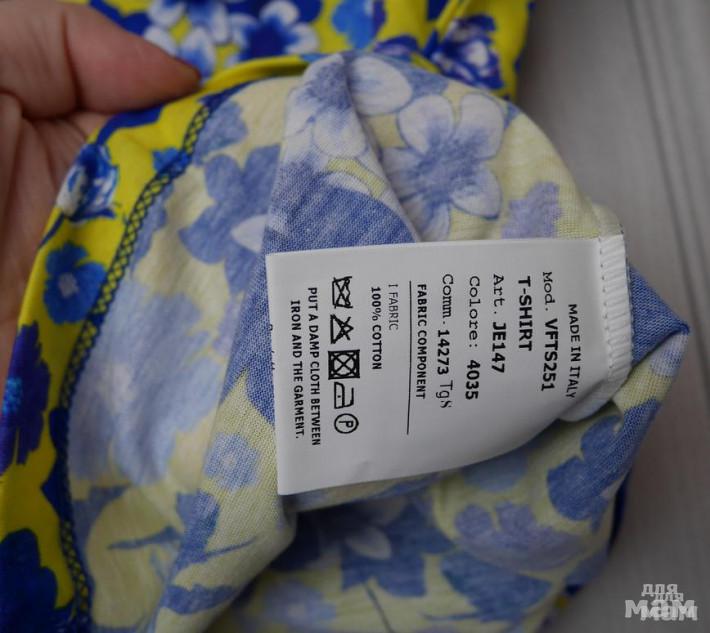 MADE IN ITALY
Mod. VFTS251
T-SHIRT
Art. JE147
Colore: 4035
Comm. 14273 Tg S
FABRIC COMPONENT
I FABRIC
100% COTTON
P
PUT A DAMP CLOTH BETWEEN
IRON AND THE GARMENT.
для
мам